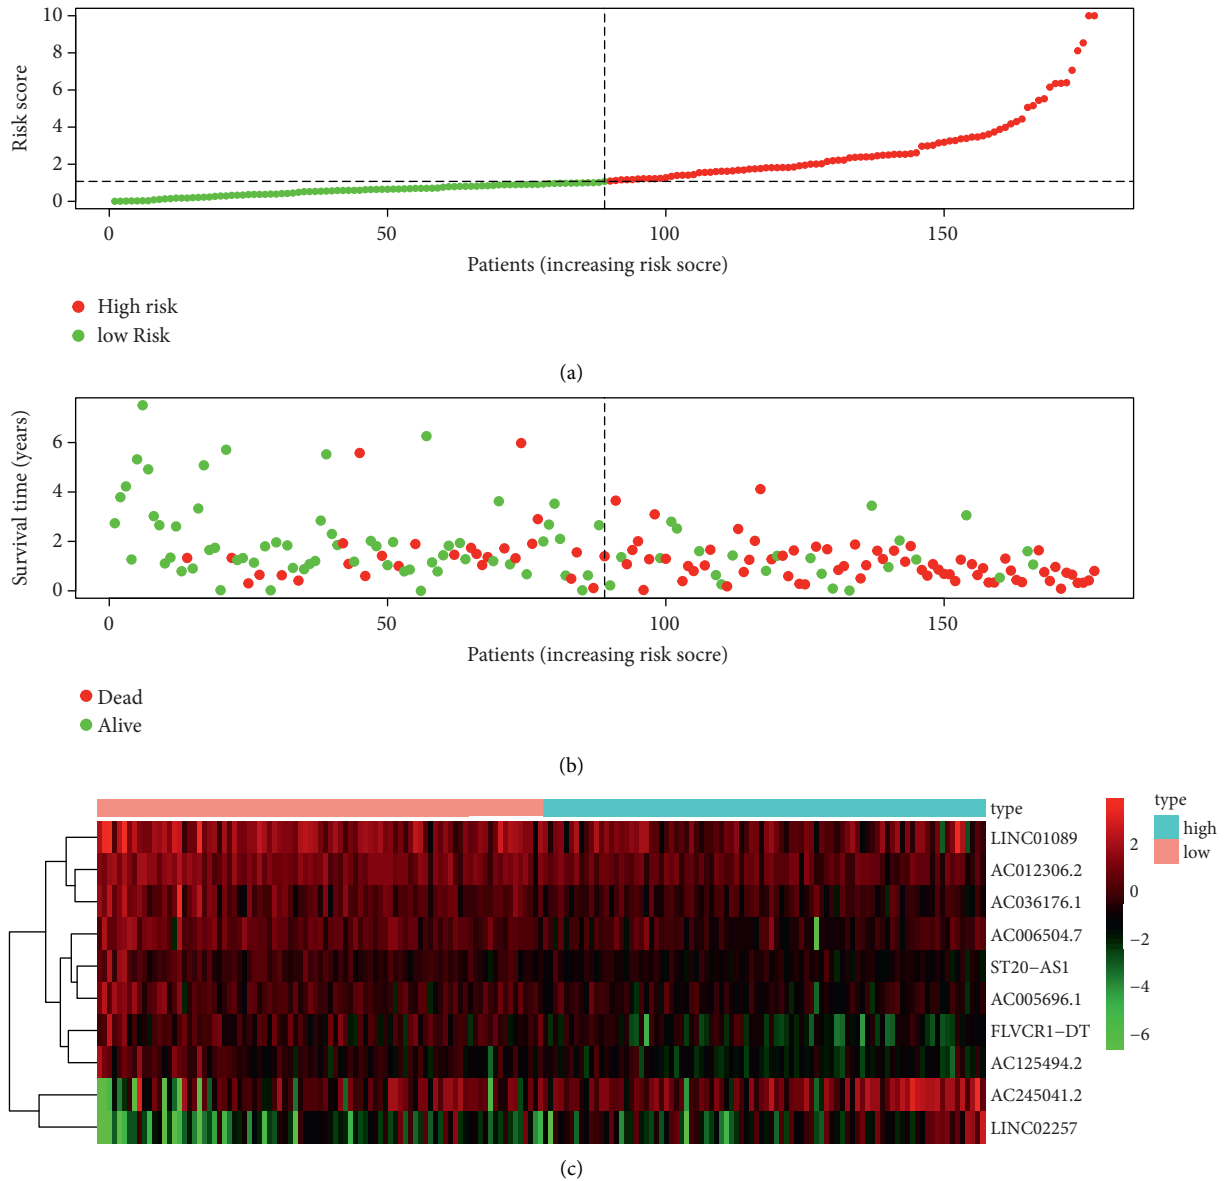 10
8
6
4
2
0
Risk score
0 50 100 150
Patients (increasing risk socre)
High risk
low Risk
(a)
6
4
2
0
Survival time (years)
0 50 100 150
Patients (increasing risk socre)
Dead
Alive
(b)
type
LINC01089
AC012306.2
AC036176.1
AC006504.7
ST20−AS1
AC005696.1
FLVCR1−DT
AC125494.2
AC245041.2
LINC02257
2
0
−2
−4
−6
type
high
low
(c)